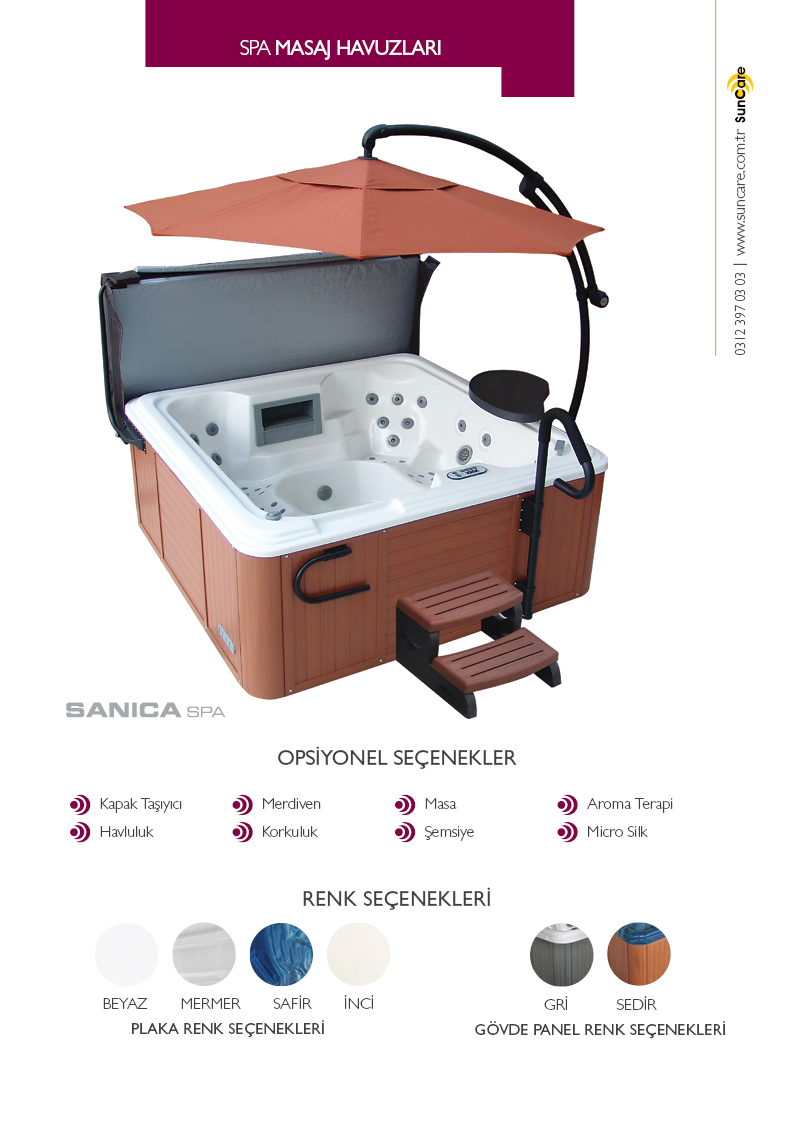 SPA MASAJ HAVUZLARI
0312 397 03 03 | www.suncare.com.tr SunCare
SANICA SPA
OPSİYONEL SEÇENEKLER
Kapak Taşıyıcı
Merdiven
Masa
Aroma Terapi
Havluluk
Korkuluk
Şemsiye
Micro Silk
RENK SEÇENEKLERİ
BEYAZ
MERMER
SAFİR
İNCİ
GRİ
SEDİR
PLAKA RENK SEÇENEKLERİ
GÖVDE PANEL RENK SEÇENEKLERİ